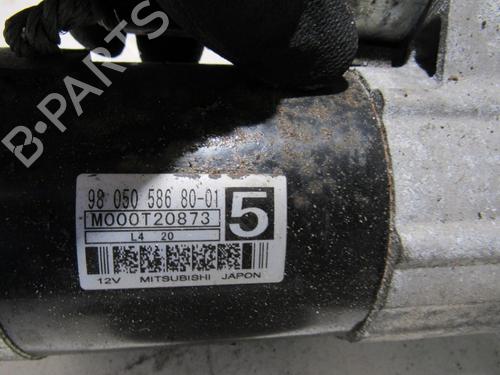 B-PARTS
98 050 586 80-01
M000T20873
5
L4 20
12V MITSUBISHI JAPON